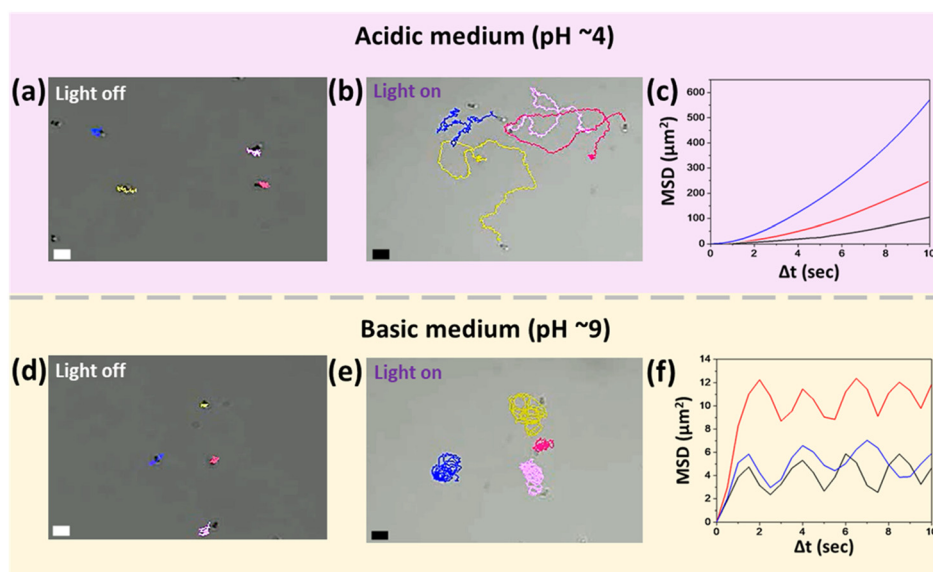 Acidic medium (pH ~4)
(a)
Light off
(b)
Light on
(c)
MSD (μm²)
600
500
400
300
200
100
0
0 2 4 6 8 10
Δt (sec)
Basic medium (pH ~9)
(d)
Light off
(e)
Light on
(f)
MSD (μm²)
14
12
10
8
6
4
2
0
0 2 4 6 8 10
Δt (sec)